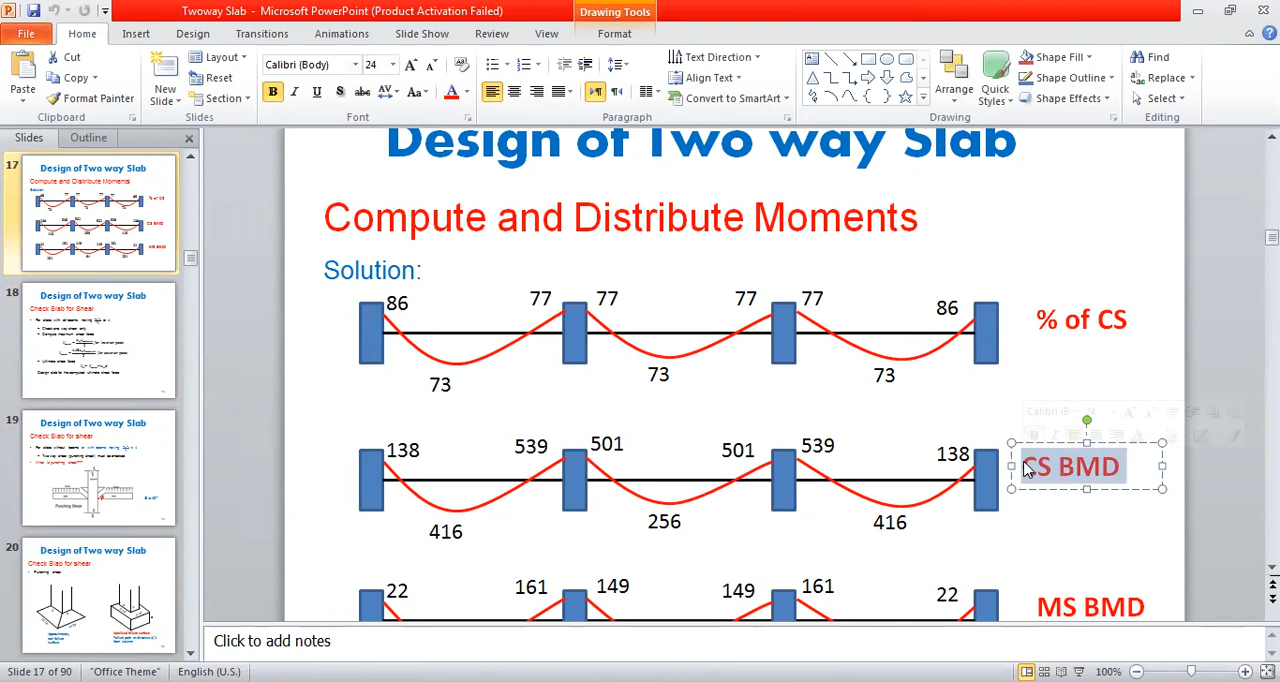 Twoway Slab - Microsoft PowerPoint (Product Activation Failed)
Drawing Tools
File Home Insert Design Transitions Animations Slide Show Review View Format
Paste
Cut
Copy
Format Painter
Clipboard
New Slide
Layout
Reset
Section
Slides
Calibri (Body) 24
B I U S abc AV Aa A
Font
Paragraph
Text Direction
Align Text
Convert to SmartArt
Arrange
Quick Styles
Shape Fill
Shape Outline
Shape Effects
Drawing
Find
Replace
Select
Editing
Slides Outline
17
Design of Two way Slab
Compute and Distribute Moments
Solution:
18
Design of Two way Slab
Check Slab for Shear
19
Design of Two way Slab
Check Slab for shear
Punching Shear
20
Design of Two way Slab
Check Slab for shear
Design of Two way Slab
Compute and Distribute Moments
Solution:
86 77 77 77 77 86
% of CS
73 73 73
138 539 501 501 539 138
CS BMD
416 256 416
22 161 149 149 161 22
MS BMD
Click to add notes
Slide 17 of 90 "Office Theme" English (U.S.) 100%